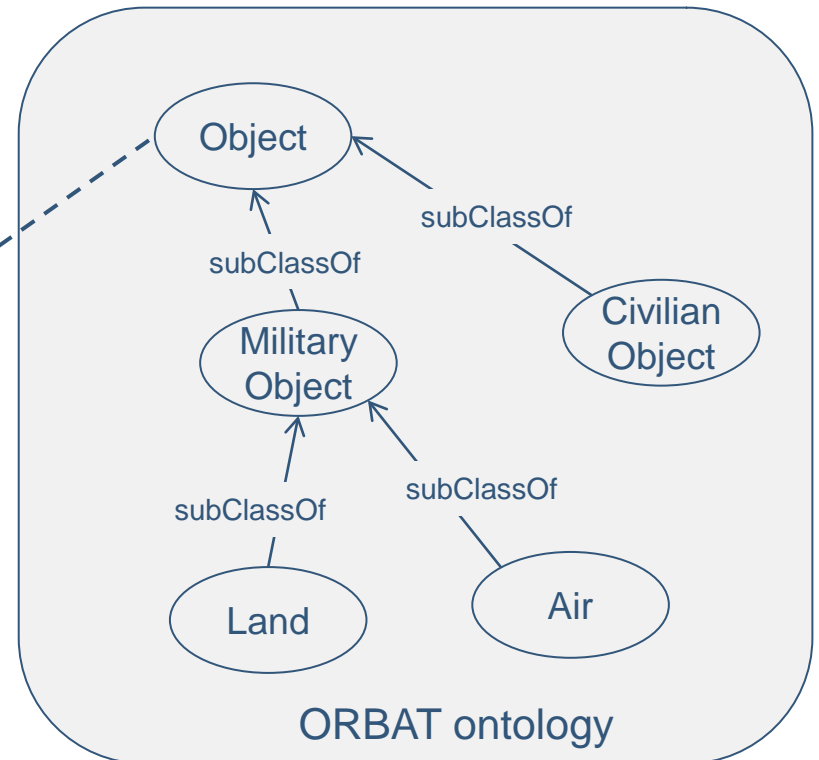 Object
subClassOf
subClassOf
Civilian
Object
Military
Object
subClassOf
subClassOf
Air
Land
ORBAT ontology